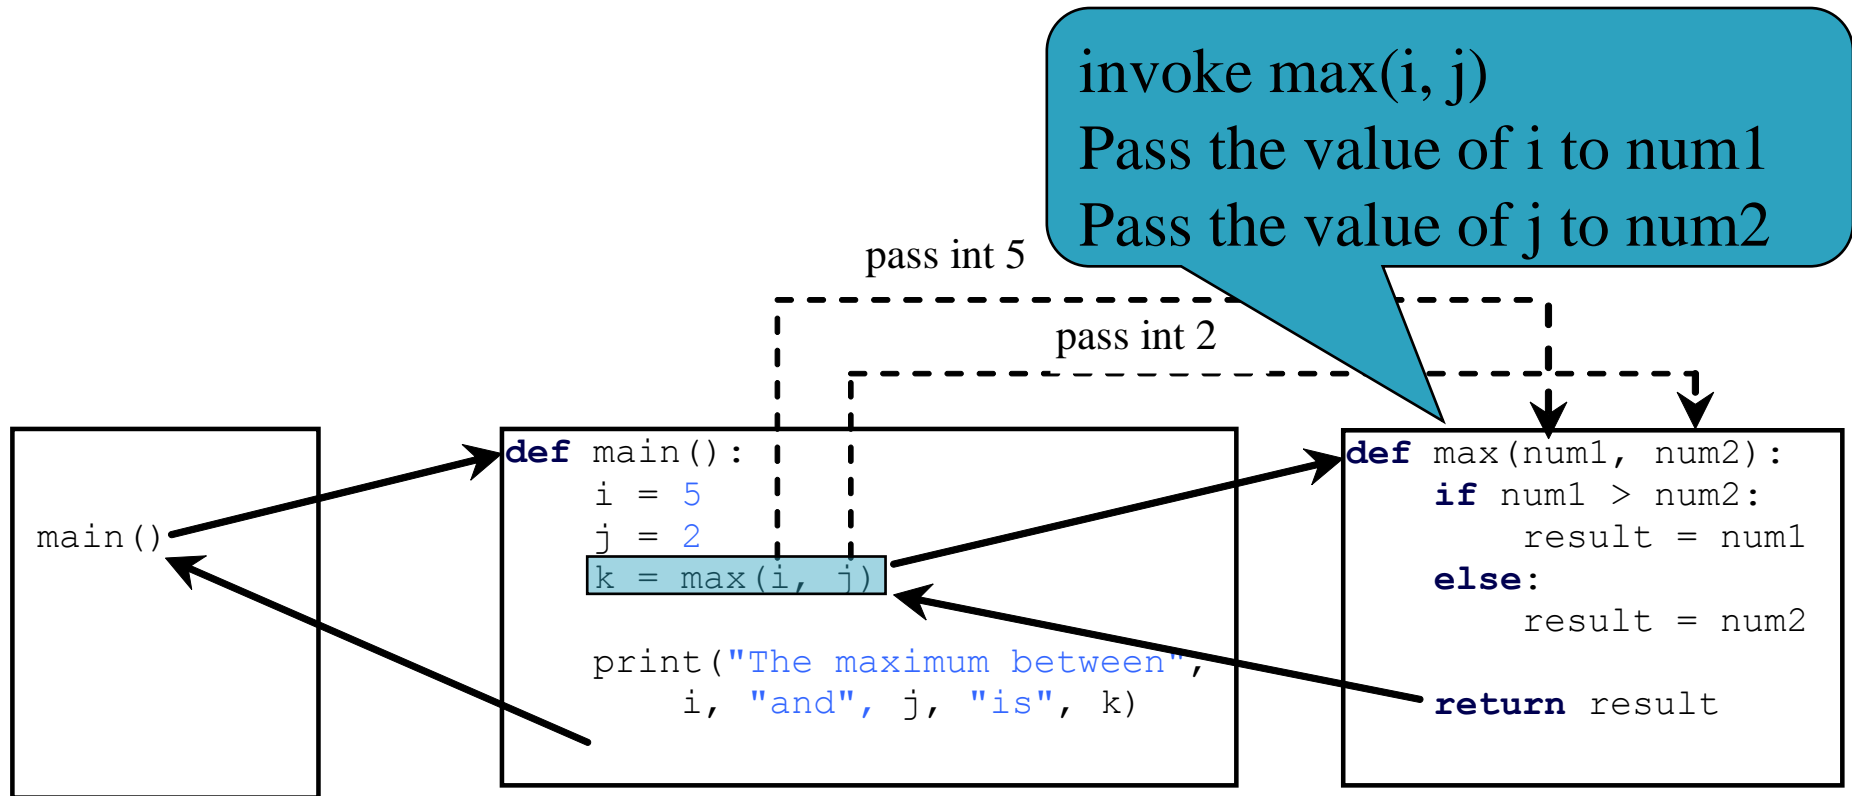 invoke max(i, j)
Pass the value of i to num1
Pass the value of j to num2
pass int 5
pass int 2
main()
def main():
    i = 5
    j = 2
    k = max(i, j)
    print("The maximum between",
        i, "and", j, "is", k)
def max(num1, num2):
    if num1 > num2:
        result = num1
    else:
        result = num2
    return result